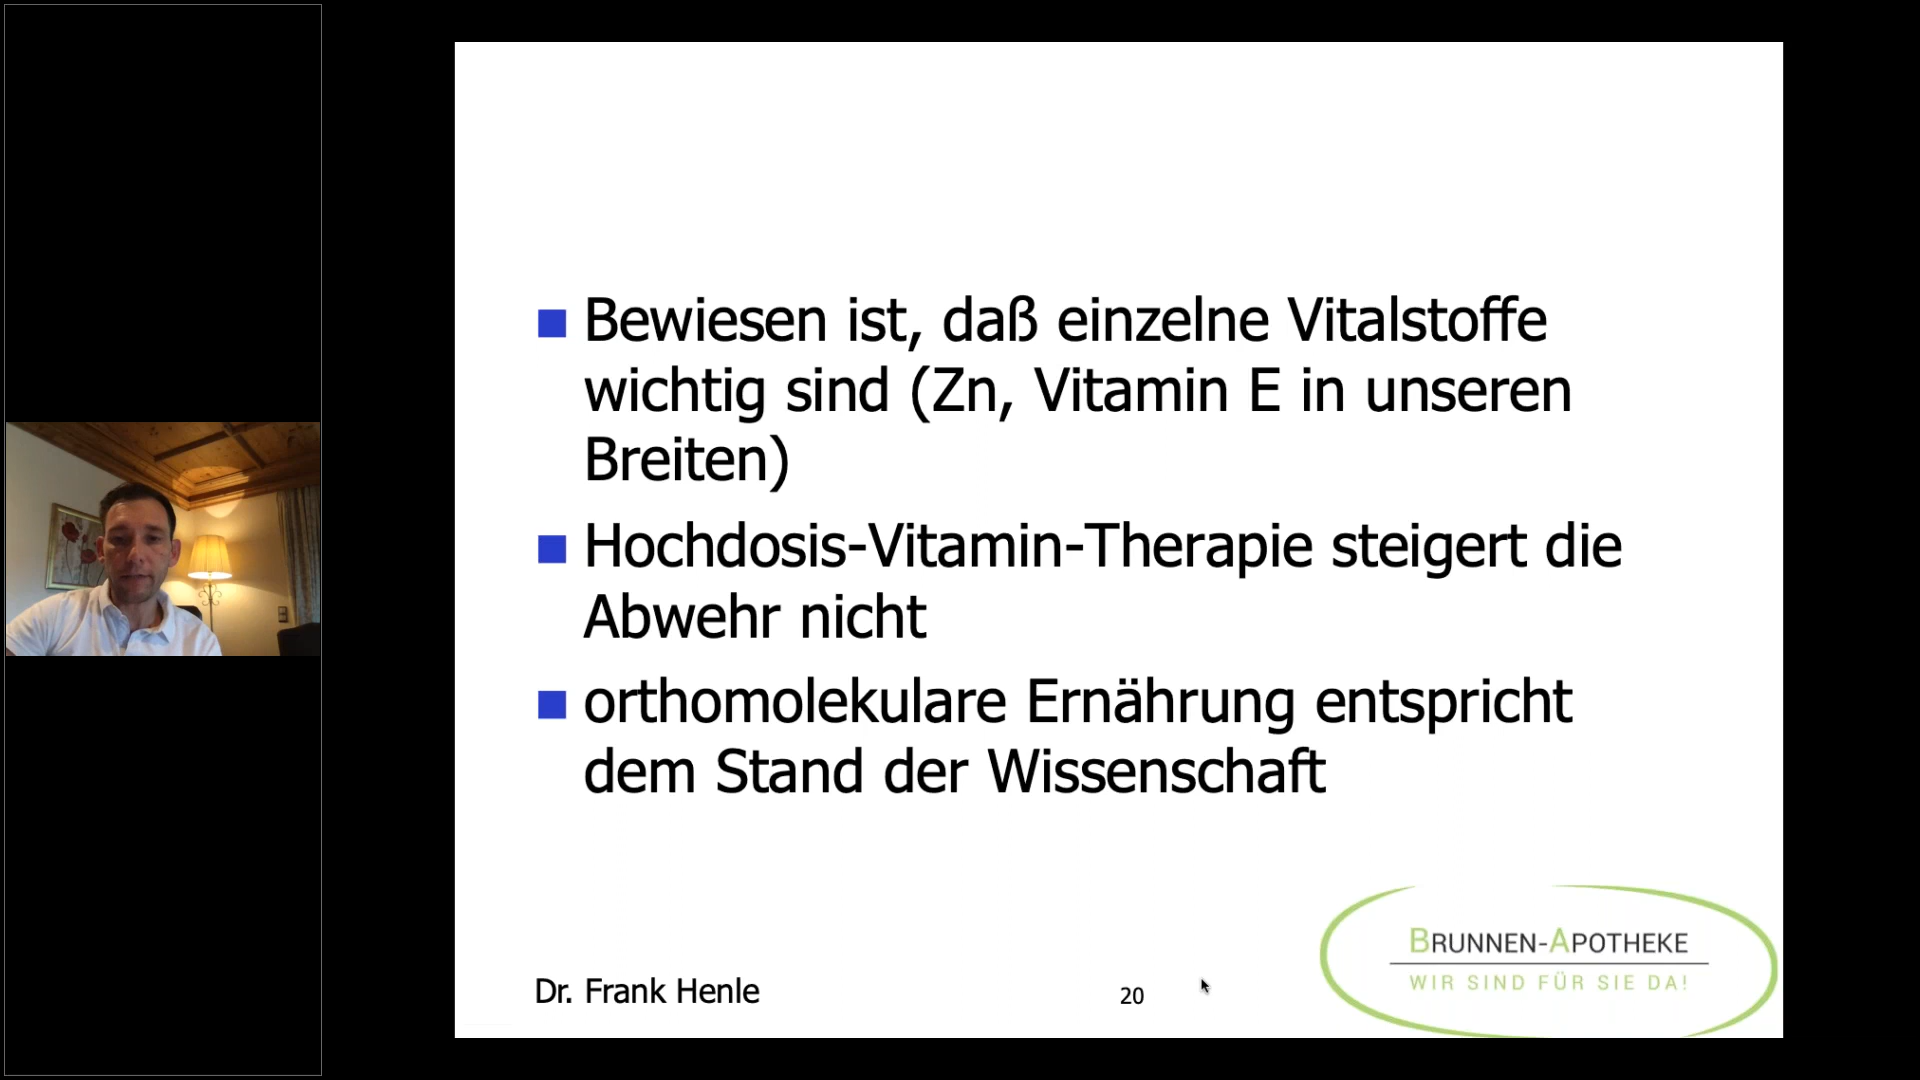 Bewiesen ist, daß einzelne Vitalstoffe
wichtig sind (Zn, Vitamin E in unseren
Breiten)
Hochdosis-Vitamin-Therapie steigert die
Abwehr nicht
orthomolekulare Ernährung entspricht
dem Stand der Wissenschaft
Dr. Frank Henle
20
BRUNNEN-APOTHEKE
WIR SIND FÜR SIE DA!